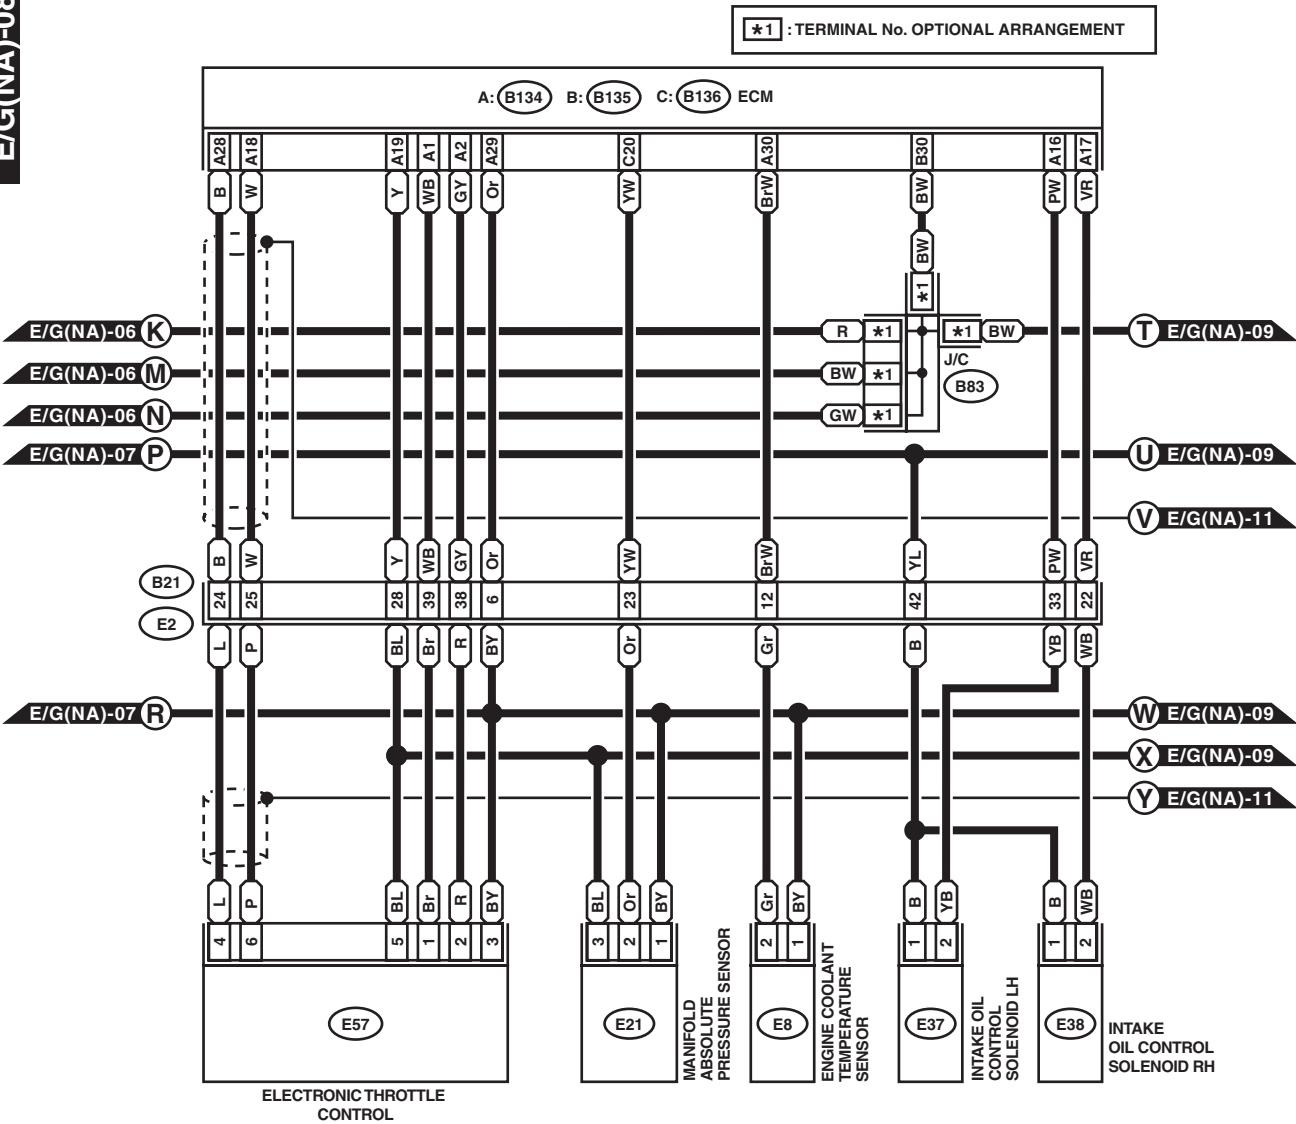 E/G(NA)-08
*1 : TERMINAL No. OPTIONAL ARRANGEMENT
A: B134 B: B135 C: B136 ECM
A28 A18 A19 A1 A2 A29 C20 A30 B30 A16 A17
B W Y WB GY Or YW BrW BW PW VR
BW
*1
E/G(NA)-06 K R *1 *1 BW T E/G(NA)-09
J/C
E/G(NA)-06 M BW *1 B83
E/G(NA)-06 N GW *1
E/G(NA)-07 P U E/G(NA)-09
V E/G(NA)-11
B W Y WB GY Or YW BrW YL PW VR
B21
24 25 28 39 38 6 23 12 42 33 22
E2
L P BL Br R BY Or Gr B YB WB
E/G(NA)-07 R W E/G(NA)-09
X E/G(NA)-09
Y E/G(NA)-11
L P BL Br R BY BL Or BY Gr BY B YB B WB
4 6 5 1 2 3 3 2 1 2 1 1 2 1 2
E57 E21 E8 E37 E38
ELECTRONIC THROTTLE
CONTROL
MANIFOLD
ABSOLUTE
PRESSURE SENSOR
ENGINE COOLANT
TEMPERATURE
SENSOR
INTAKE OIL
CONTROL
SOLENOID LH
INTAKE
OIL CONTROL
SOLENOID RH